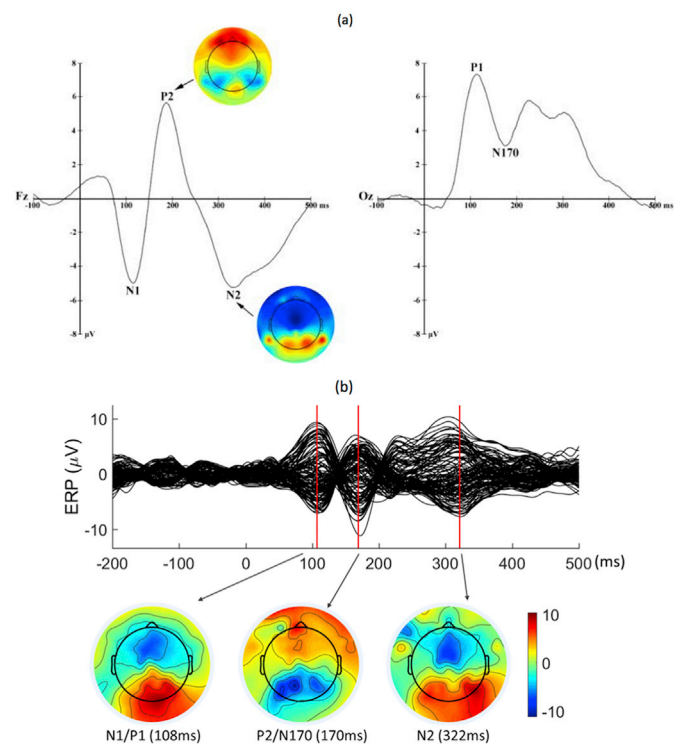 (a)
8
P2
6
4
2
Fz
-100
100
200
300
400
500 ms
-2
-4
N1
-6
N2
-8
µV
8
P1
6
4
N170
2
Oz
-100
100
200
300
400
500 ms
-2
-4
-6
-8
µV
(b)
10
0
-10
ERP (µV)
-200
-100
0
100
200
300
400
500 (ms)
10
0
-10
N1/P1 (108ms)
P2/N170 (170ms)
N2 (322ms)